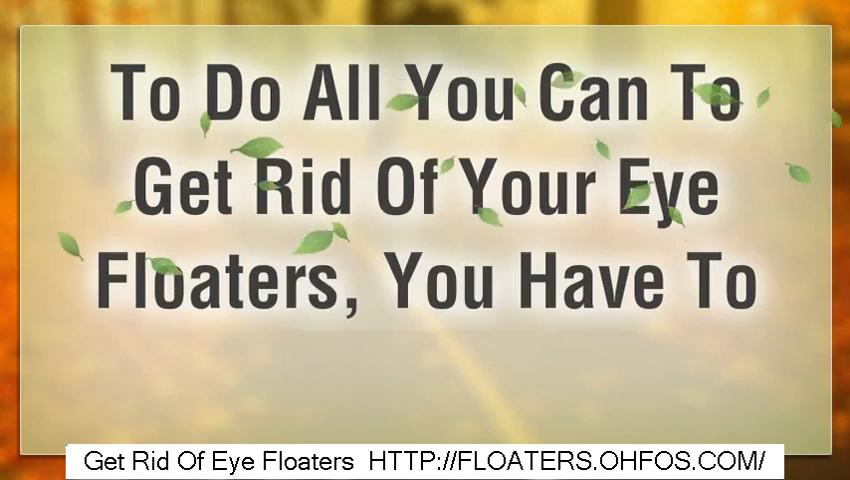 To Do All You Can To
Get Rid Of Your Eye
Floaters, You Have To
Get Rid Of Eye Floaters HTTP://FLOATERS.OHFOS.COM/